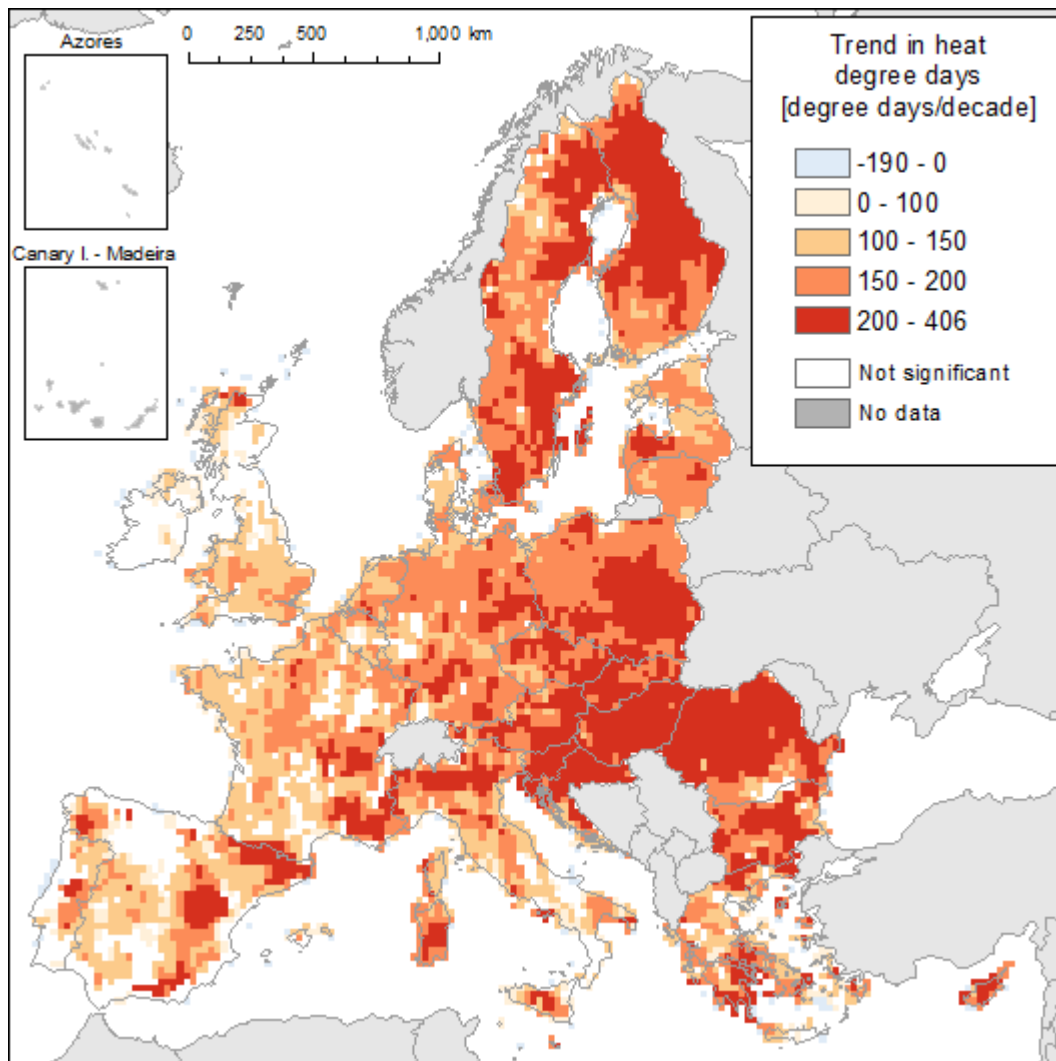 Azores
0 250 500 1,000 km
Canary I. - Madeira
Trend in heat
degree days
[degree days/decade]
-190 - 0
0 - 100
100 - 150
150 - 200
200 - 406
Not significant
No data